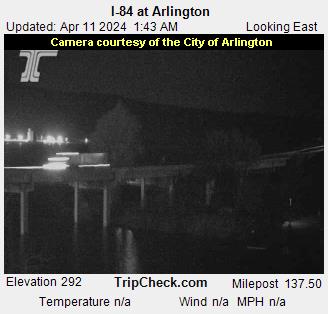 I-84 at Arlington
Updated: Apr 11 2024 1:43 AM Looking East
Camera courtesy of the City of Arlington
Elevation 292 TripCheck.com Milepost 137.50
Temperature n/a Wind n/a MPH n/a